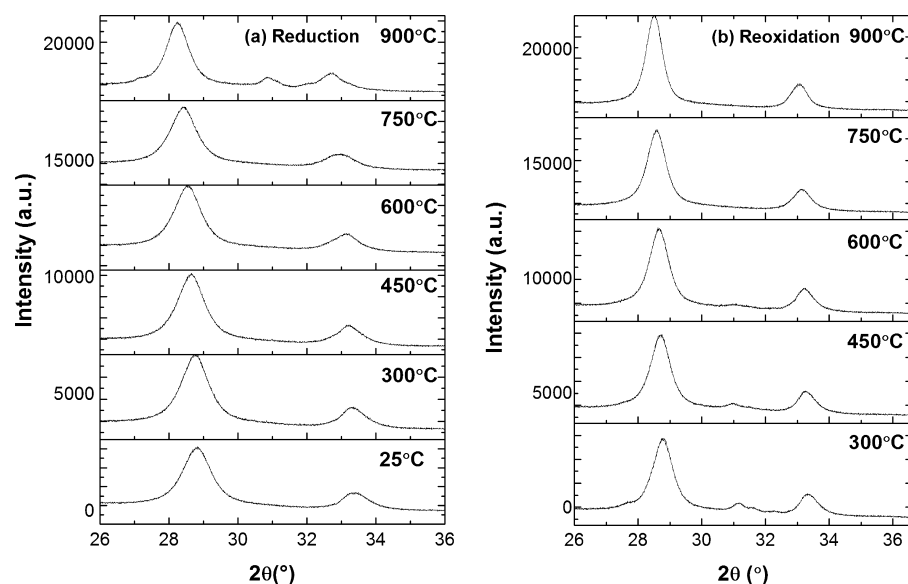 (a) Reduction 900°C
20000
750°C
15000
600°C
10000
450°C
300°C
5000
25°C
0
26 28 30 32 34 36
2θ(°)
Intensity (a.u.)
(b) Reoxidation 900°C
20000
750°C
15000
600°C
10000
450°C
5000
300°C
0
26 28 30 32 34 36
2θ (°)
Intensity (a.u.)